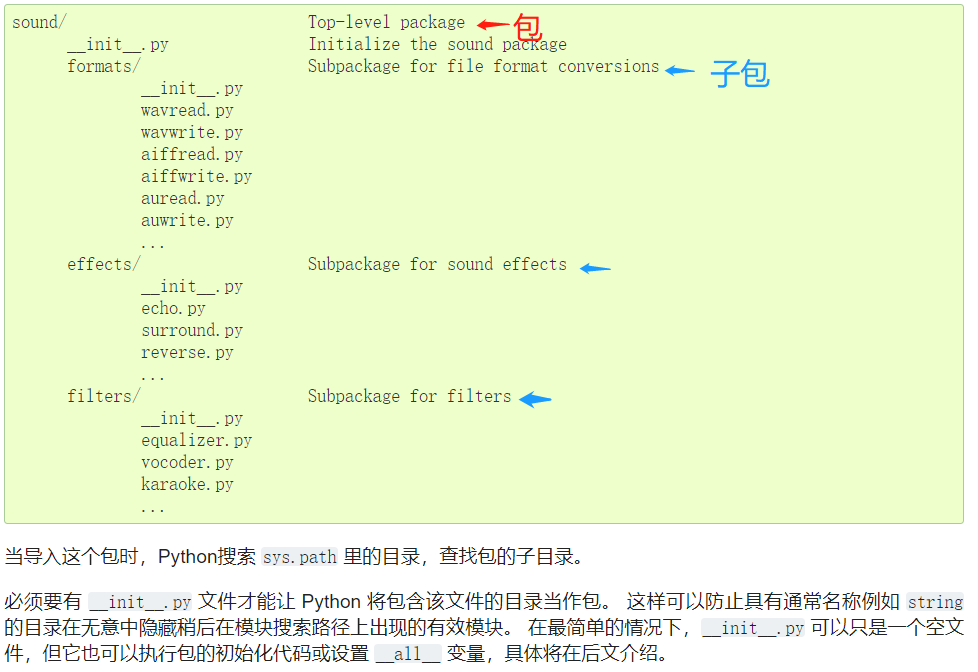 sound/ Top-level package 包
__init__.py Initialize the sound package
formats/ Subpackage for file format conversions 子包
__init__.py
wavread.py
wavwrite.py
aiffread.py
aiffwrite.py
auread.py
auwrite.py
...
effects/ Subpackage for sound effects
__init__.py
echo.py
surround.py
reverse.py
...
filters/ Subpackage for filters
__init__.py
equalizer.py
vocoder.py
karaoke.py
...
当导入这个包时，Python搜索 sys.path 里的目录，查找包的子目录。
必须要有 __init__.py 文件才能让 Python 将包含该文件的目录当作包。 这样可以防止具有通常名称例如 string
的目录在无意中隐藏稍后在模块搜索路径上出现的有效模块。 在最简单的情况下，__init__.py 可以只是一个空文
件，但它也可以执行包的初始化代码或设置 __all__ 变量，具体将在后文介绍。